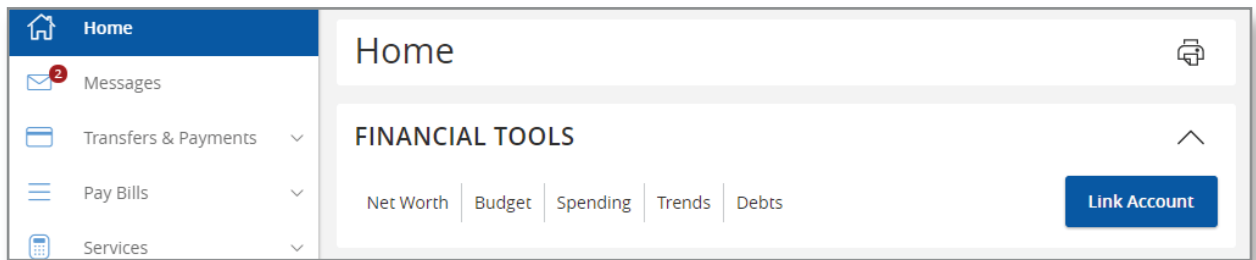 Home
2
Messages
Transfers & Payments
Pay Bills
Services
Home
FINANCIAL TOOLS
Net Worth
Budget
Spending
Trends
Debts
Link Account